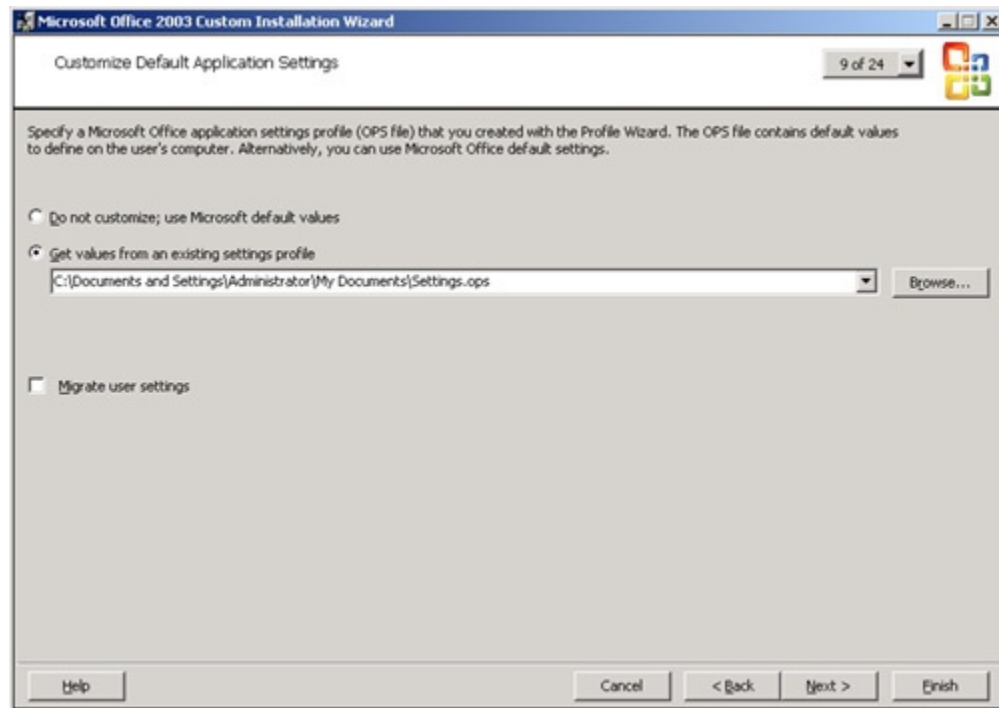 Microsoft Office 2003 Custom Installation Wizard
Customize Default Application Settings
9 of 24
Specify a Microsoft Office application settings profile (OPS file) that you created with the Profile Wizard. The OPS file contains default values
to define on the user's computer. Alternatively, you can use Microsoft Office default settings.
Do not customize; use Microsoft default values
Get values from an existing settings profile
C:\Documents and Settings\Administrator\My Documents\Settings.ops
Browse...
Migrate user settings
Help
Cancel
< Back
Next >
Finish